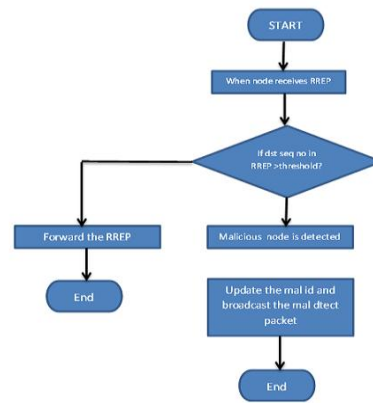 START
When node receives RREP
If dst seq no in
RREP >threshold?
Forward the RREP
Malicious node is detected
End
Update the mal id and
broadcast the mal dtect
packet
End